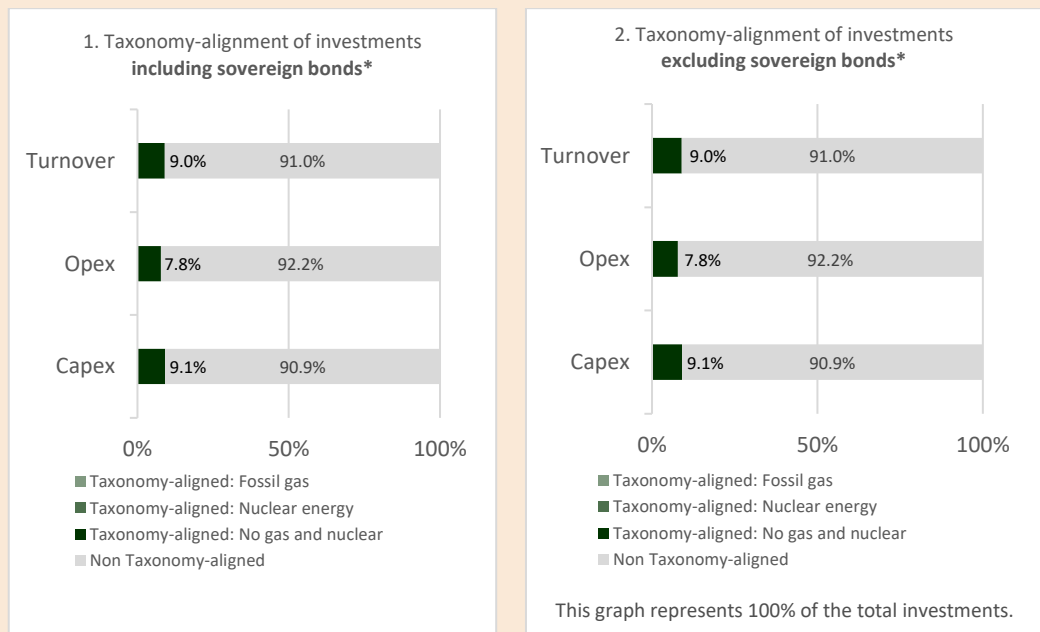 1. Taxonomy-alignment of investments
including sovereign bonds*
Turnover
9.0%
91.0%
Opex
7.8%
92.2%
Capex
9.1%
90.9%
0%
50%
100%
Taxonomy-aligned: Fossil gas
Taxonomy-aligned: Nuclear energy
Taxonomy-aligned: No gas and nuclear
Non Taxonomy-aligned
2. Taxonomy-alignment of investments
excluding sovereign bonds*
Turnover
9.0%
91.0%
Opex
7.8%
92.2%
Capex
9.1%
90.9%
0%
50%
100%
Taxonomy-aligned: Fossil gas
Taxonomy-aligned: Nuclear energy
Taxonomy-aligned: No gas and nuclear
Non Taxonomy-aligned
This graph represents 100% of the total investments.